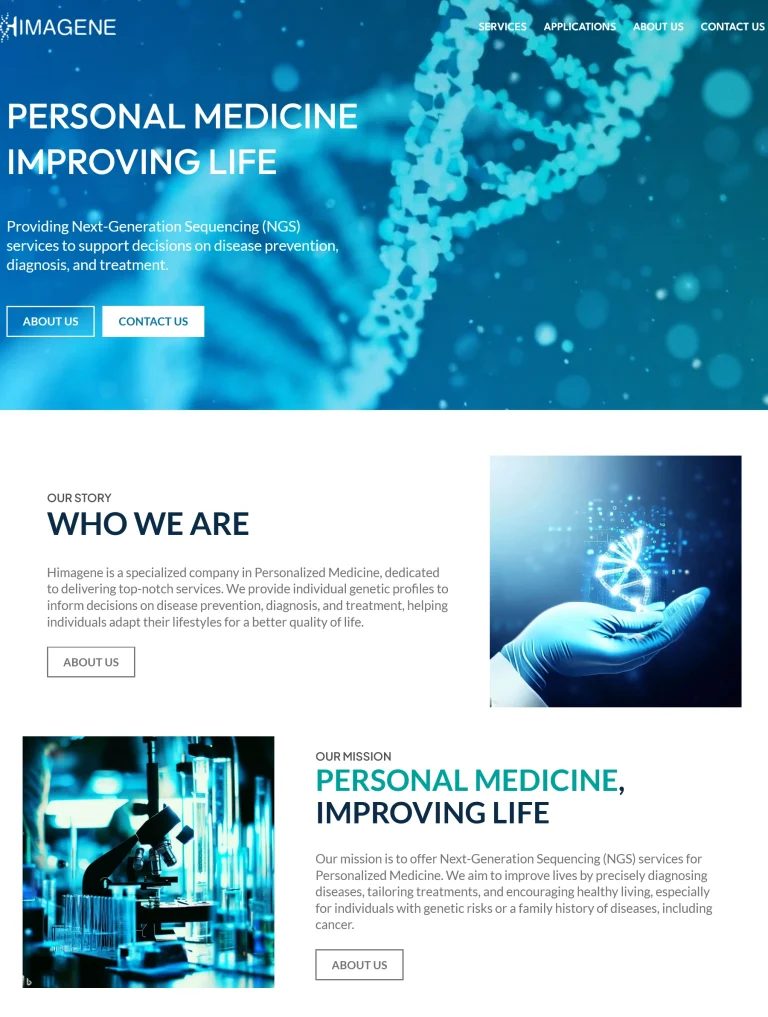 HIMAGENE
SERVICES APPLICATIONS ABOUT US CONTACT US
PERSONAL MEDICINE
IMPROVING LIFE
Providing Next-Generation Sequencing (NGS)
services to support decisions on disease prevention,
diagnosis, and treatment.
ABOUT US CONTACT US
OUR STORY
WHO WE ARE
Himagene is a specialized company in Personalized Medicine, dedicated
to delivering top-notch services. We provide individual genetic profiles to
inform decisions on disease prevention, diagnosis, and treatment, helping
individuals adapt their lifestyles for a better quality of life.
ABOUT US
OUR MISSION
PERSONAL MEDICINE,
IMPROVING LIFE
Our mission is to offer Next-Generation Sequencing (NGS) services for
Personalized Medicine. We aim to improve lives by precisely diagnosing
diseases, tailoring treatments, and encouraging healthy living, especially
for individuals with genetic risks or a family history of diseases, including
cancer.
ABOUT US